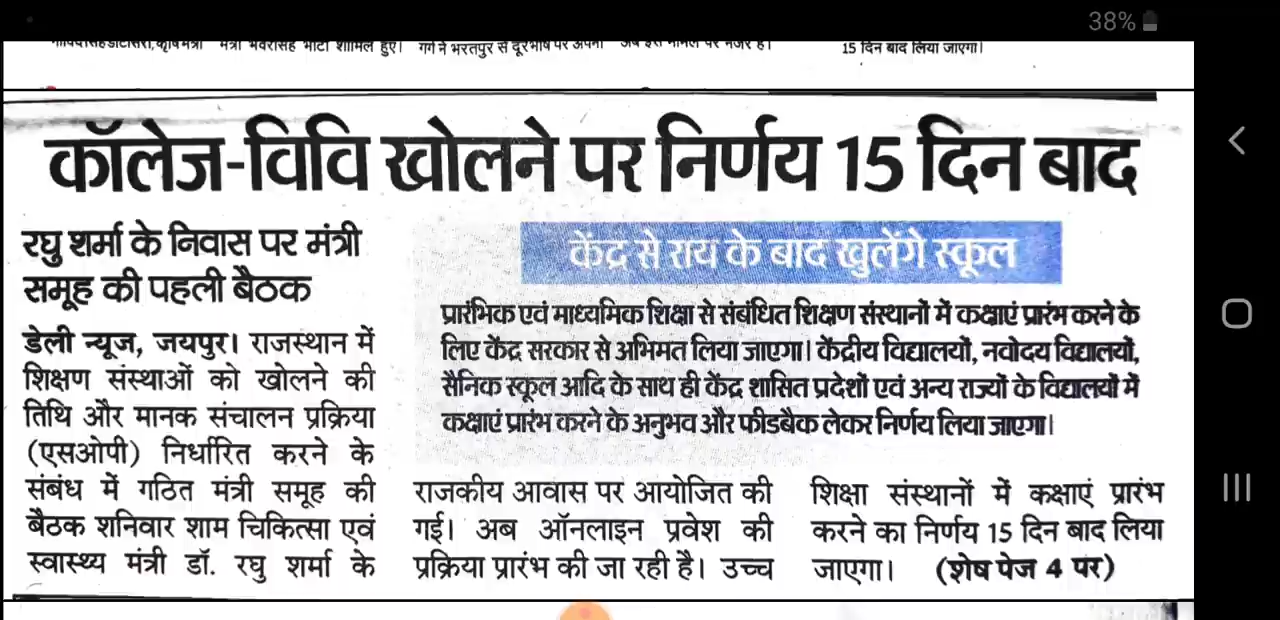 38%
15 दिन बाद लिया जाएगा।
कॉलेज-विवि खोलने पर निर्णय 15 दिन बाद
रघु शर्मा के निवास पर मंत्री
समूह की पहली बैठक
डेली न्यूज, जयपुर। राजस्थान में
शिक्षण संस्थाओं को खोलने की
तिथि और मानक संचालन प्रक्रिया
(एसओपी) निर्धारित करने के
संबंध में गठित मंत्री समूह की
बैठक शनिवार शाम चिकित्सा एवं
स्वास्थ्य मंत्री डॉ. रघु शर्मा के
केंद्र से राय के बाद खुलेंगे स्कूल
प्रारंभिक एवं माध्यमिक शिक्षा से संबंधित शिक्षण संस्थानों में कक्षाएं प्रारंभ करने के
लिए केंद्र सरकार से अभिमत लिया जाएगा। केंद्रीय विद्यालयों, नवोदय विद्यालयों,
सैनिक स्कूल आदि के साथ ही केंद्र शासित प्रदेशों एवं अन्य राज्यों के विद्यालयों में
कक्षाएं प्रारंभ करने के अनुभव और फीडबैक लेकर निर्णय लिया जाएगा।
राजकीय आवास पर आयोजित की
गई। अब ऑनलाइन प्रवेश की
प्रक्रिया प्रारंभ की जा रही है। उच्च
शिक्षा संस्थानों में कक्षाएं प्रारंभ
करने का निर्णय 15 दिन बाद लिया
जाएगा। (शेष पेज 4 पर)